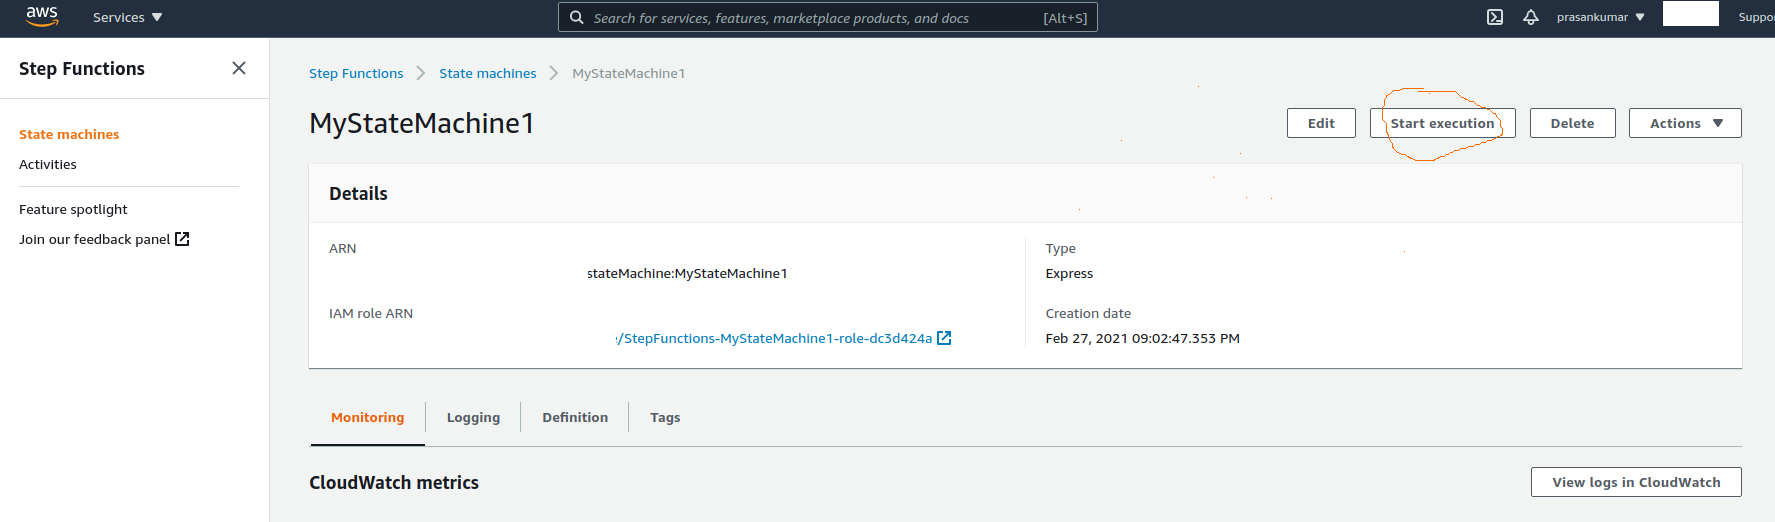 aws Services Search for services, features, marketplace products, and docs [Alt+S] prasankumar
Step Functions
State machines
Activities
Feature spotlight
Join our feedback panel
Step Functions State machines MyStateMachine1
MyStateMachine1
Edit Start execution Delete Actions
Details
ARN
stateMachine:MyStateMachine1
IAM role ARN
/StepFunctions-MyStateMachine1-role-dc3d424a
Type
Express
Creation date
Feb 27, 2021 09:02:47.353 PM
Monitoring Logging Definition Tags
CloudWatch metrics View logs in CloudWatch